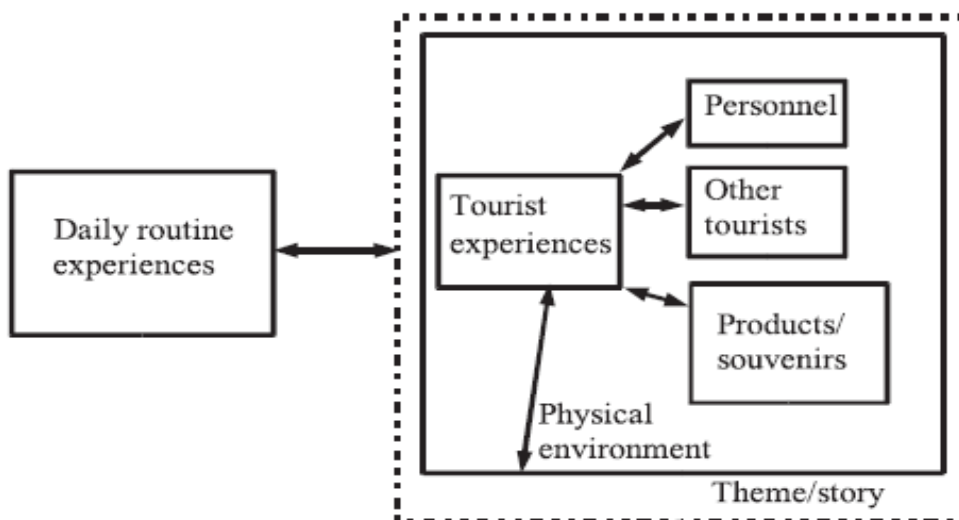 Daily routine
experiences
Tourist
experiences
Personnel
Other
tourists
Products/
souvenirs
Physical
environment
Theme/story